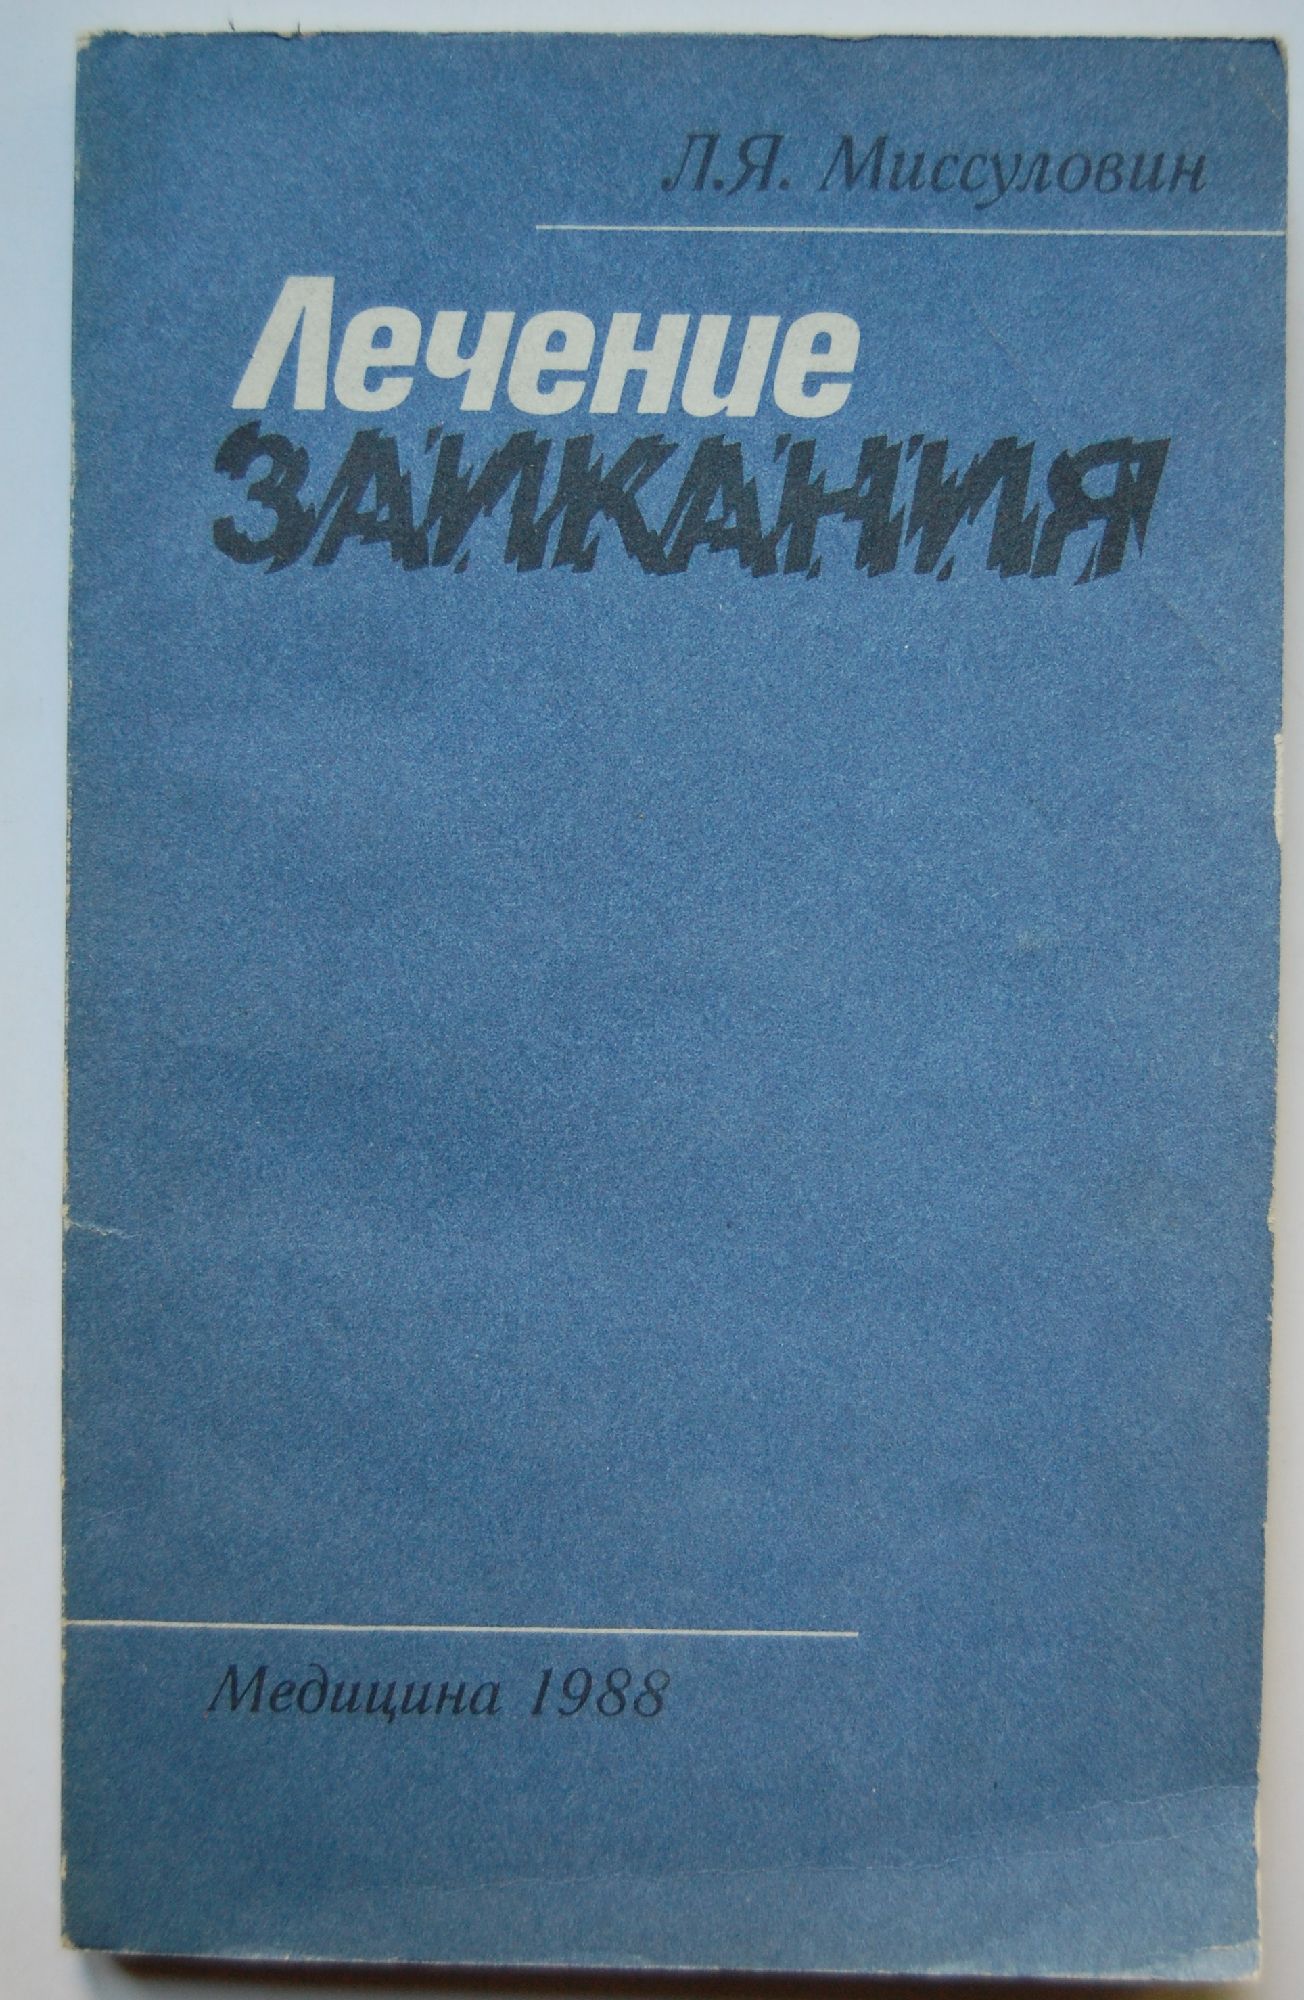 Л.Я. Миссуловин
Лечение
ЗАИКАНИЯ
Медицина 1988